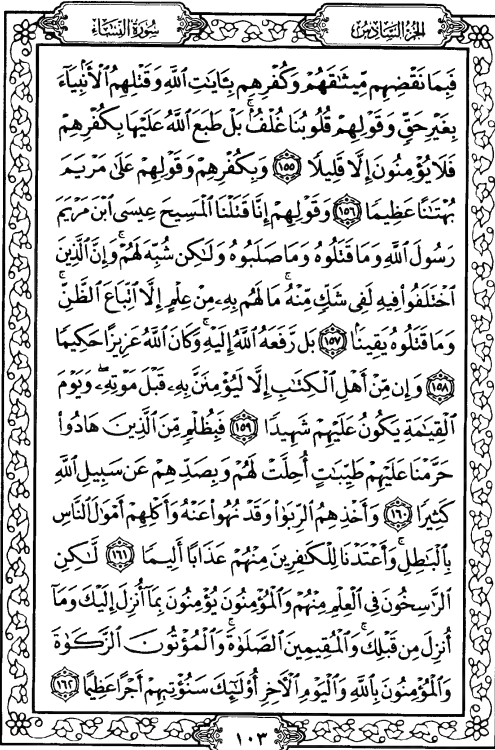 الجزء السادس سورة النساء
فَبِمَا نَقْضِهِم مِّيثَٰقَهُمْ وَكُفْرِهِم بِـَٔايَٰتِ ٱللَّهِ وَقَتْلِهِمُ ٱلْأَنۢبِيَآءَ
بِغَيْرِ حَقٍّ وَقَوْلِهِمْ قُلُوبُنَا غُلْفٌۢ ۚ بَلْ طَبَعَ ٱللَّهُ عَلَيْهَا بِكُفْرِهِمْ
فَلَا يُؤْمِنُونَ إِلَّا قَلِيلًا ١٥٥ وَبِكُفْرِهِمْ وَقَوْلِهِمْ عَلَىٰ مَرْيَمَ
بُهْتَٰنًا عَظِيمًا ١٥٦ وَقَوْلِهِمْ إِنَّا قَتَلْنَا ٱلْمَسِيحَ عِيسَى ٱبْنَ مَرْيَمَ
رَسُولَ ٱللَّهِ وَمَا قَتَلُوهُ وَمَا صَلَبُوهُ وَلَٰكِن شُبِّهَ لَهُمْ ۚ وَإِنَّ ٱلَّذِينَ
ٱخْتَلَفُوا۟ فِيهِ لَفِى شَكٍّ مِّنْهُ ۚ مَا لَهُم بِهِۦ مِنْ عِلْمٍ إِلَّا ٱتِّبَاعَ ٱلظَّنِّ ۚ
وَمَا قَتَلُوهُ يَقِينًۢا ١٥٧ بَل رَّفَعَهُ ٱللَّهُ إِلَيْهِ ۚ وَكَانَ ٱللَّهُ عَزِيزًا حَكِيمًا
١٥٨ وَإِن مِّنْ أَهْلِ ٱلْكِتَٰبِ إِلَّا لَيُؤْمِنَنَّ بِهِۦ قَبْلَ مَوْتِهِۦ ۖ وَيَوْمَ
ٱلْقِيَٰمَةِ يَكُونُ عَلَيْهِمْ شَهِيدًا ١٥٩ فَبِظُلْمٍ مِّنَ ٱلَّذِينَ هَادُوا۟
حَرَّمْنَا عَلَيْهِمْ طَيِّبَٰتٍ أُحِلَّتْ لَهُمْ وَبِصَدِّهِمْ عَن سَبِيلِ ٱللَّهِ
كَثِيرًا ١٦٠ وَأَخْذِهِمُ ٱلرِّبَوٰا۟ وَقَدْ نُهُوا۟ عَنْهُ وَأَكْلِهِمْ أَمْوَٰلَ ٱلنَّاسِ
بِٱلْبَٰطِلِ ۚ وَأَعْتَدْنَا لِلْكَٰفِرِينَ مِنْهُمْ عَذَابًا أَلِيمًا ١٦١ لَّٰكِنِ
ٱلرَّٰسِخُونَ فِى ٱلْعِلْمِ مِنْهُمْ وَٱلْمُؤْمِنُونَ يُؤْمِنُونَ بِمَآ أُنزِلَ إِلَيْكَ وَمَآ
أُنزِلَ مِن قَبْلِكَ ۚ وَٱلْمُقِيمِينَ ٱلصَّلَوٰةَ ۚ وَٱلْمُؤْتُونَ ٱلزَّكَوٰةَ
وَٱلْمُؤْمِنُونَ بِٱللَّهِ وَٱلْيَوْمِ ٱلْءَاخِرِ أُو۟لَٰٓئِكَ سَنُؤْتِيهِمْ أَجْرًا عَظِيمًا ١٦٢
١٠٣